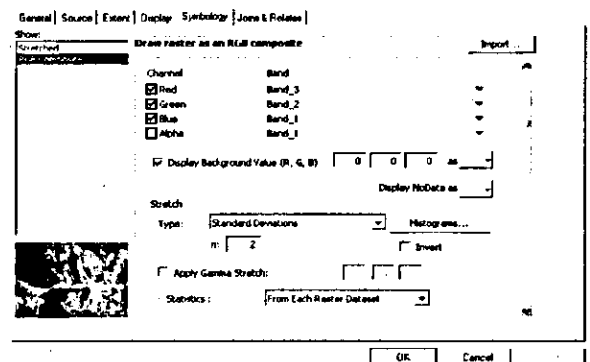 General Source Extent Display Symbology Joins & Relates
Show:
Stretched
Draw raster as an RGB composite
Import...
Channel Band
Red Band_3
Green Band_2
Blue Band_1
Alpha Band_1
Display Background Value (R, G, B) 0 0 0 as
Display NoData as
Stretch
Type: Standard Deviations Histograms...
n: 2 Invert
Apply Gamma Stretch:
Statistics: From Each Raster Dataset
OK Cancel